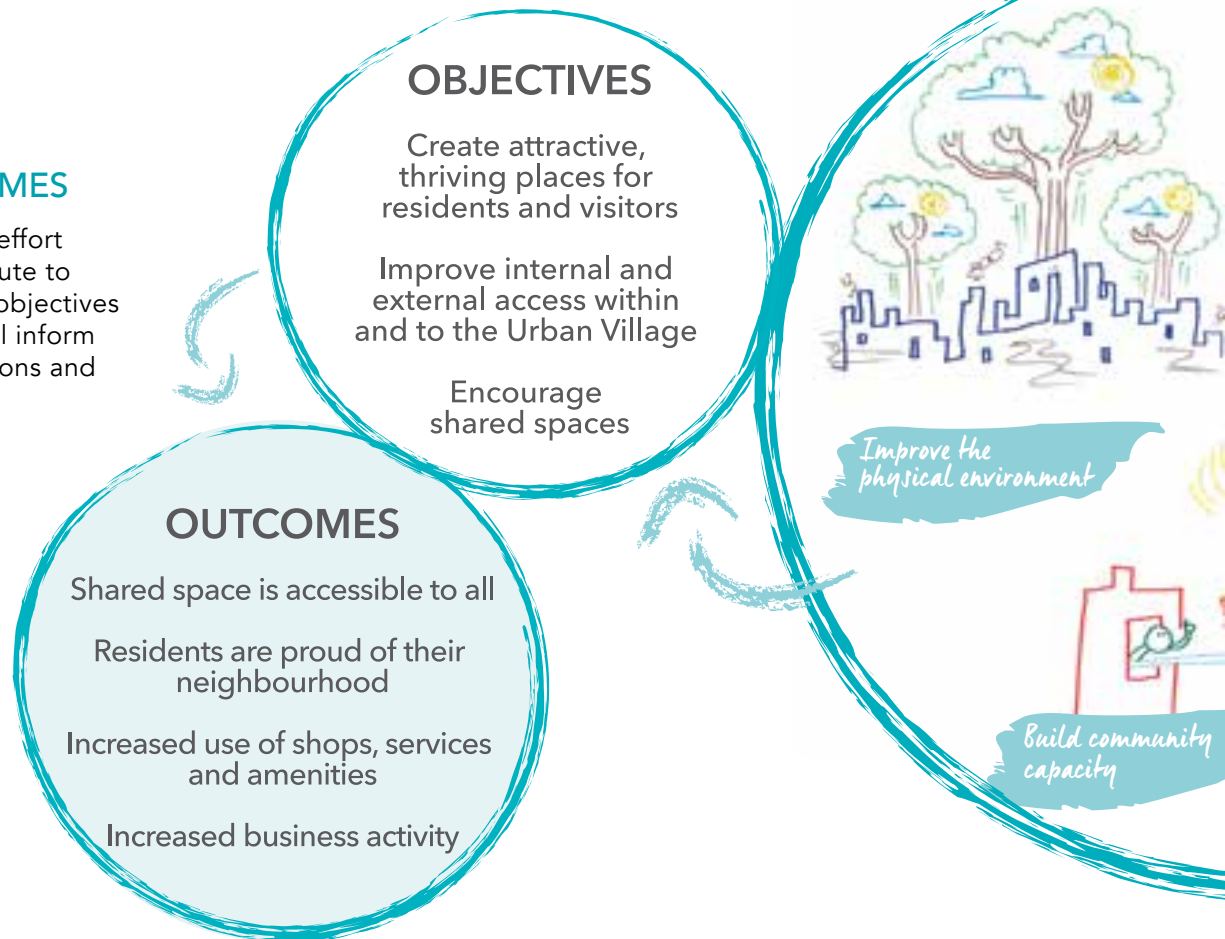 MES
effort
ute to
objectives
l inform
ons and
OBJECTIVES
Create attractive,
thriving places for
residents and visitors
Improve internal and
external access within
and to the Urban Village
Encourage
shared spaces
OUTCOMES
Shared space is accessible to all
Residents are proud of their
neighbourhood
Increased use of shops, services
and amenities
Increased business activity
Improve the
physical environment
Build community
capacity